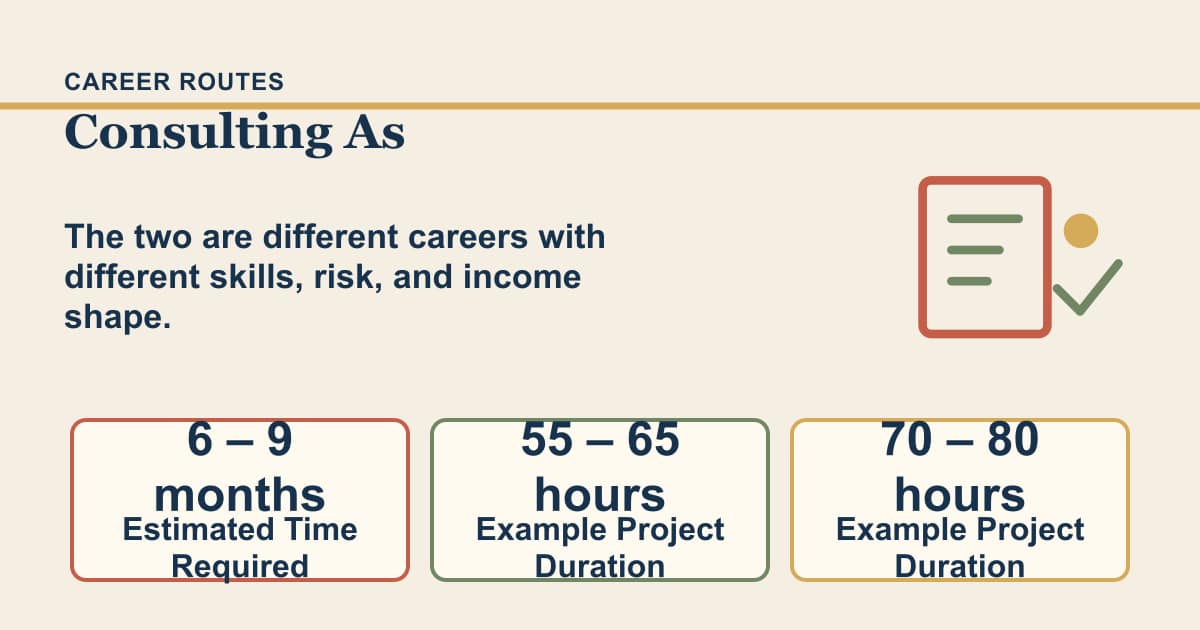 CAREER ROUTES
Consulting As
The two are different careers with
different skills, risk, and income
shape.
6 – 9
months
Estimated Time
Required
55 – 65
hours
Example Project
Duration
70 – 80
hours
Example Project
Duration